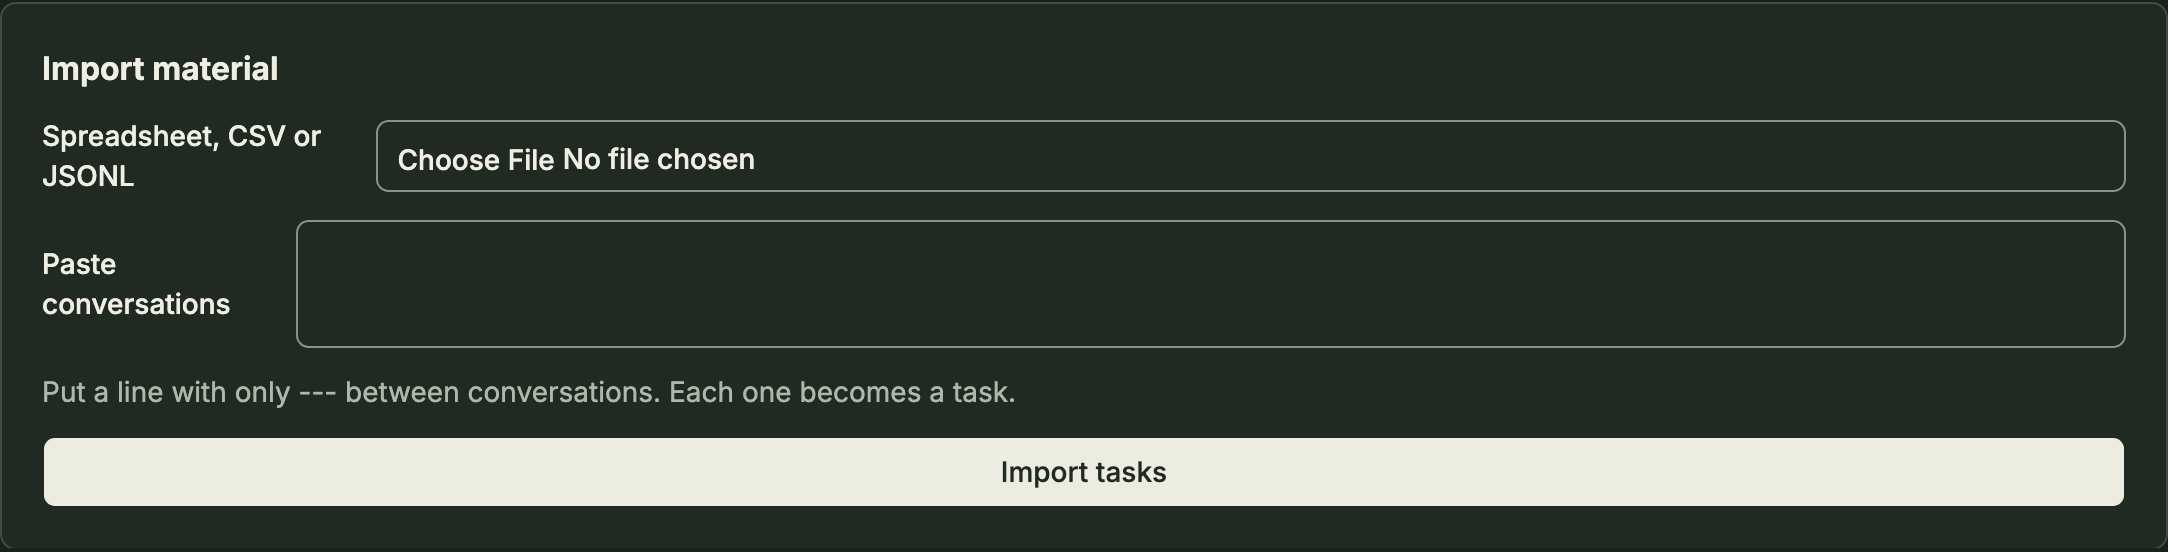 Import material
Spreadsheet, CSV or
JSONL
Choose File No file chosen
Paste
conversations
Put a line with only --- between conversations. Each one becomes a task.
Import tasks